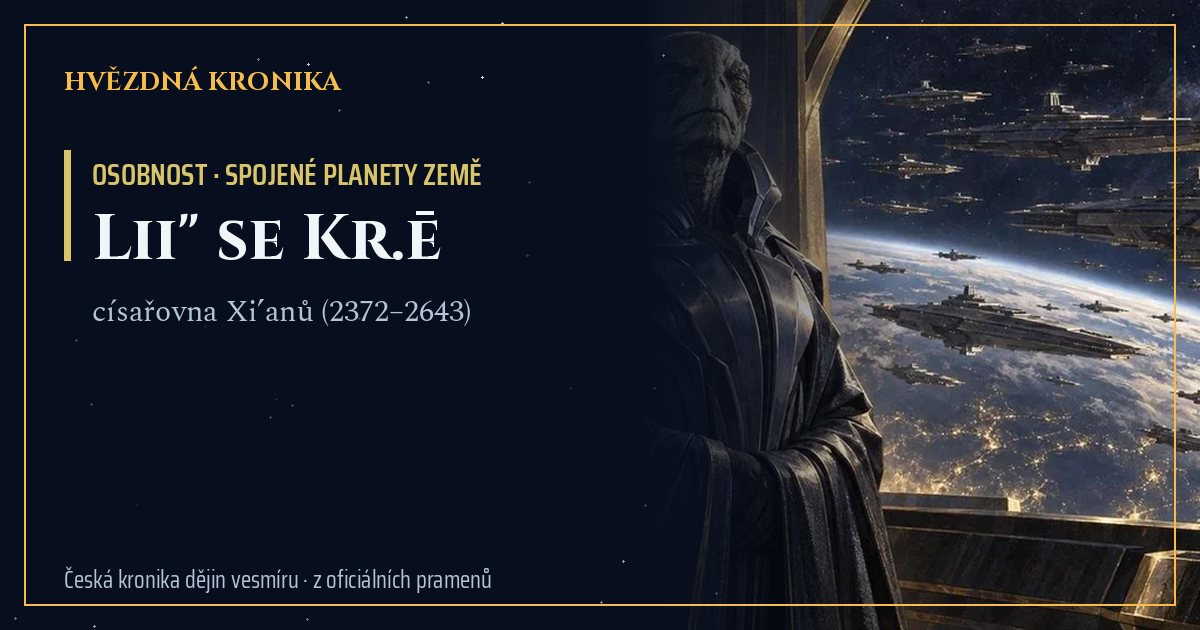 HVĚZDNÁ KRONIKA
OSOBNOST · SPOJENÉ PLANETY ZEMĚ
Lii" se Kr.ē
císařovna Xi′anů (2372–2643)
Česká kronika dějin vesmíru · z oficiálních pramenů